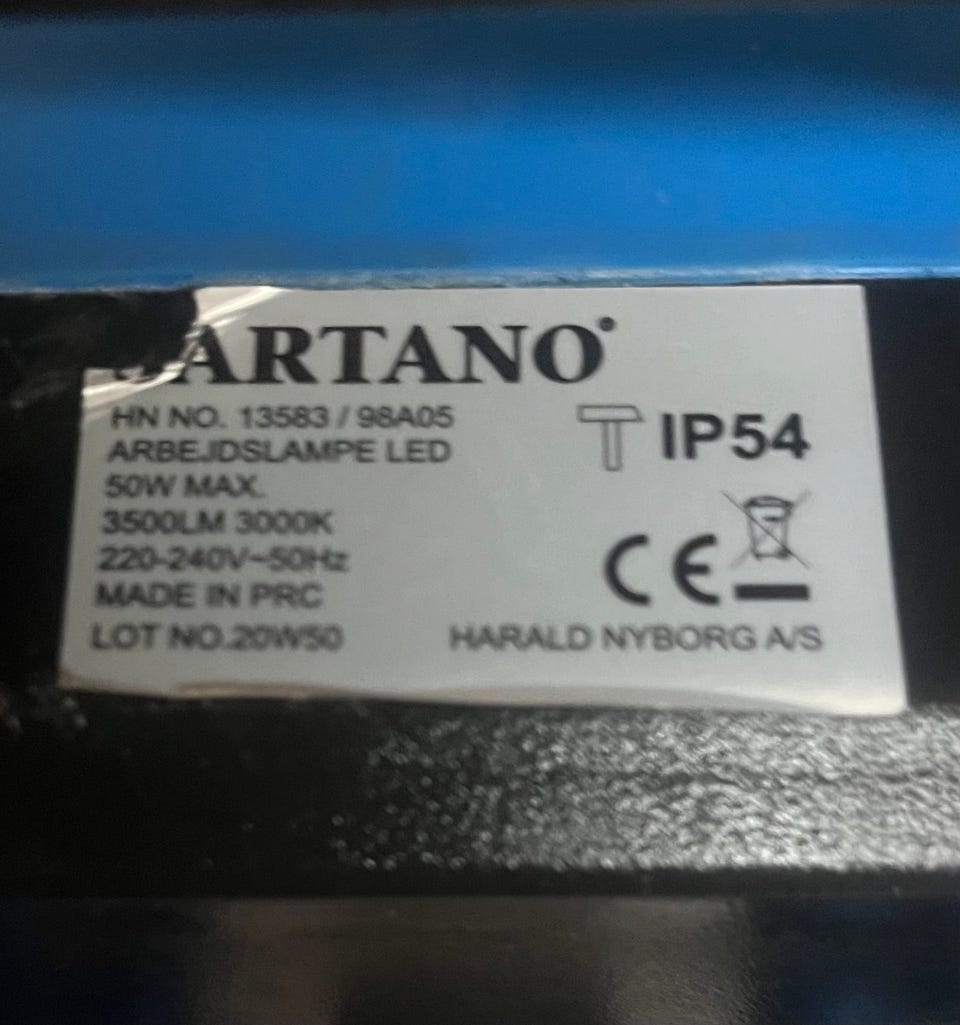 ARTANO
HN NO. 13583 / 98A05
ARBEJDSLAMPE LED
50W MAX.
3500LM 3000K
220-240V~50Hz
MADE IN PRC
LOT NO.20W50
IP54
CE
HARALD NYBORG A/S